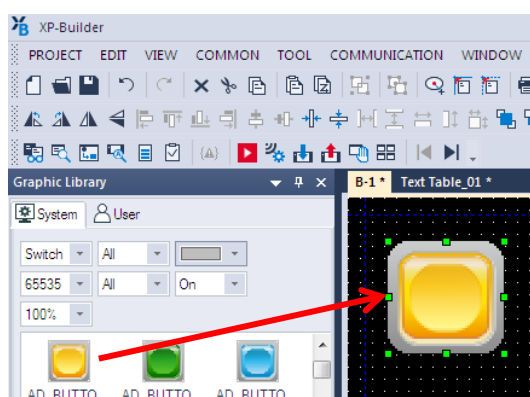 XP-Builder
PROJECT EDIT VIEW COMMON TOOL COMMUNICATION WINDOW
Graphic Library
B-1 * Text Table_01 *
System User
Switch All
65535 All On
100%
AD_BUTTO AD_BUTTO AD_BUTTO